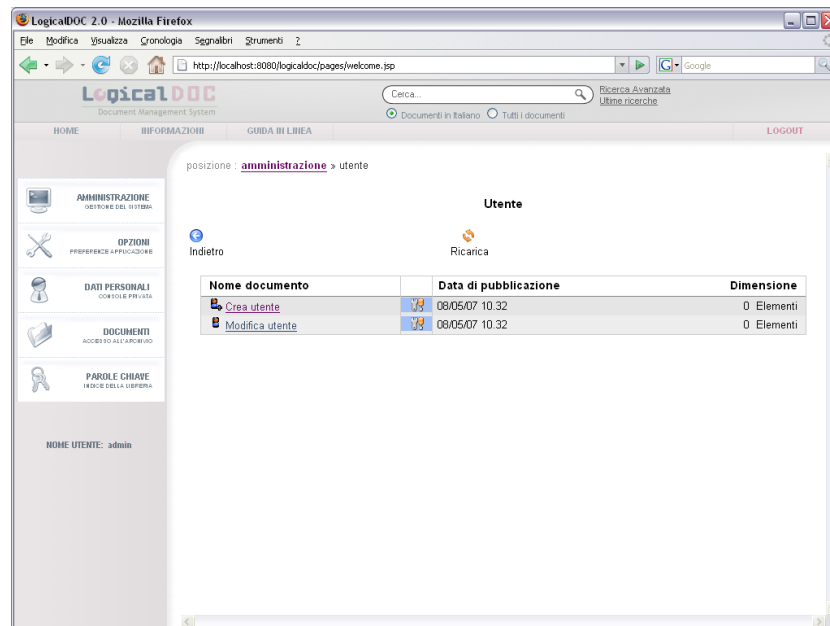 LogicalDOC 2.0 - Mozilla Firefox
File Modifica Visualizza Cronologia Segnalibri Strumenti ?
http://localhost:8080/logicaldoc/pages/welcome.jsp
Google
LogicalDOC
Document Management System
Cerca...
Ricerca Avanzata
Ultime ricerche
Documenti in Italiano Tutti i documenti
HOME INFORMAZIONI GUIDA IN LINEA LOGOUT
posizione : amministrazione » utente
AMMINISTRAZIONE
GESTIONE DEL SISTEMA
OPZIONI
PREFERENZE APPLICAZIONE
DATI PERSONALI
CONSOLE PRIVATA
DOCUMENTI
ACCESSO ALL'ARCHIVIO
PAROLE CHIAVE
INDICE DELLA LIBRERIA
NOME UTENTE: admin
Utente
Indietro
Ricarica
Nome documento Data di pubblicazione Dimensione
Crea utente 08/05/07 10.32 0 Elementi
Modifica utente 08/05/07 10.32 0 Elementi